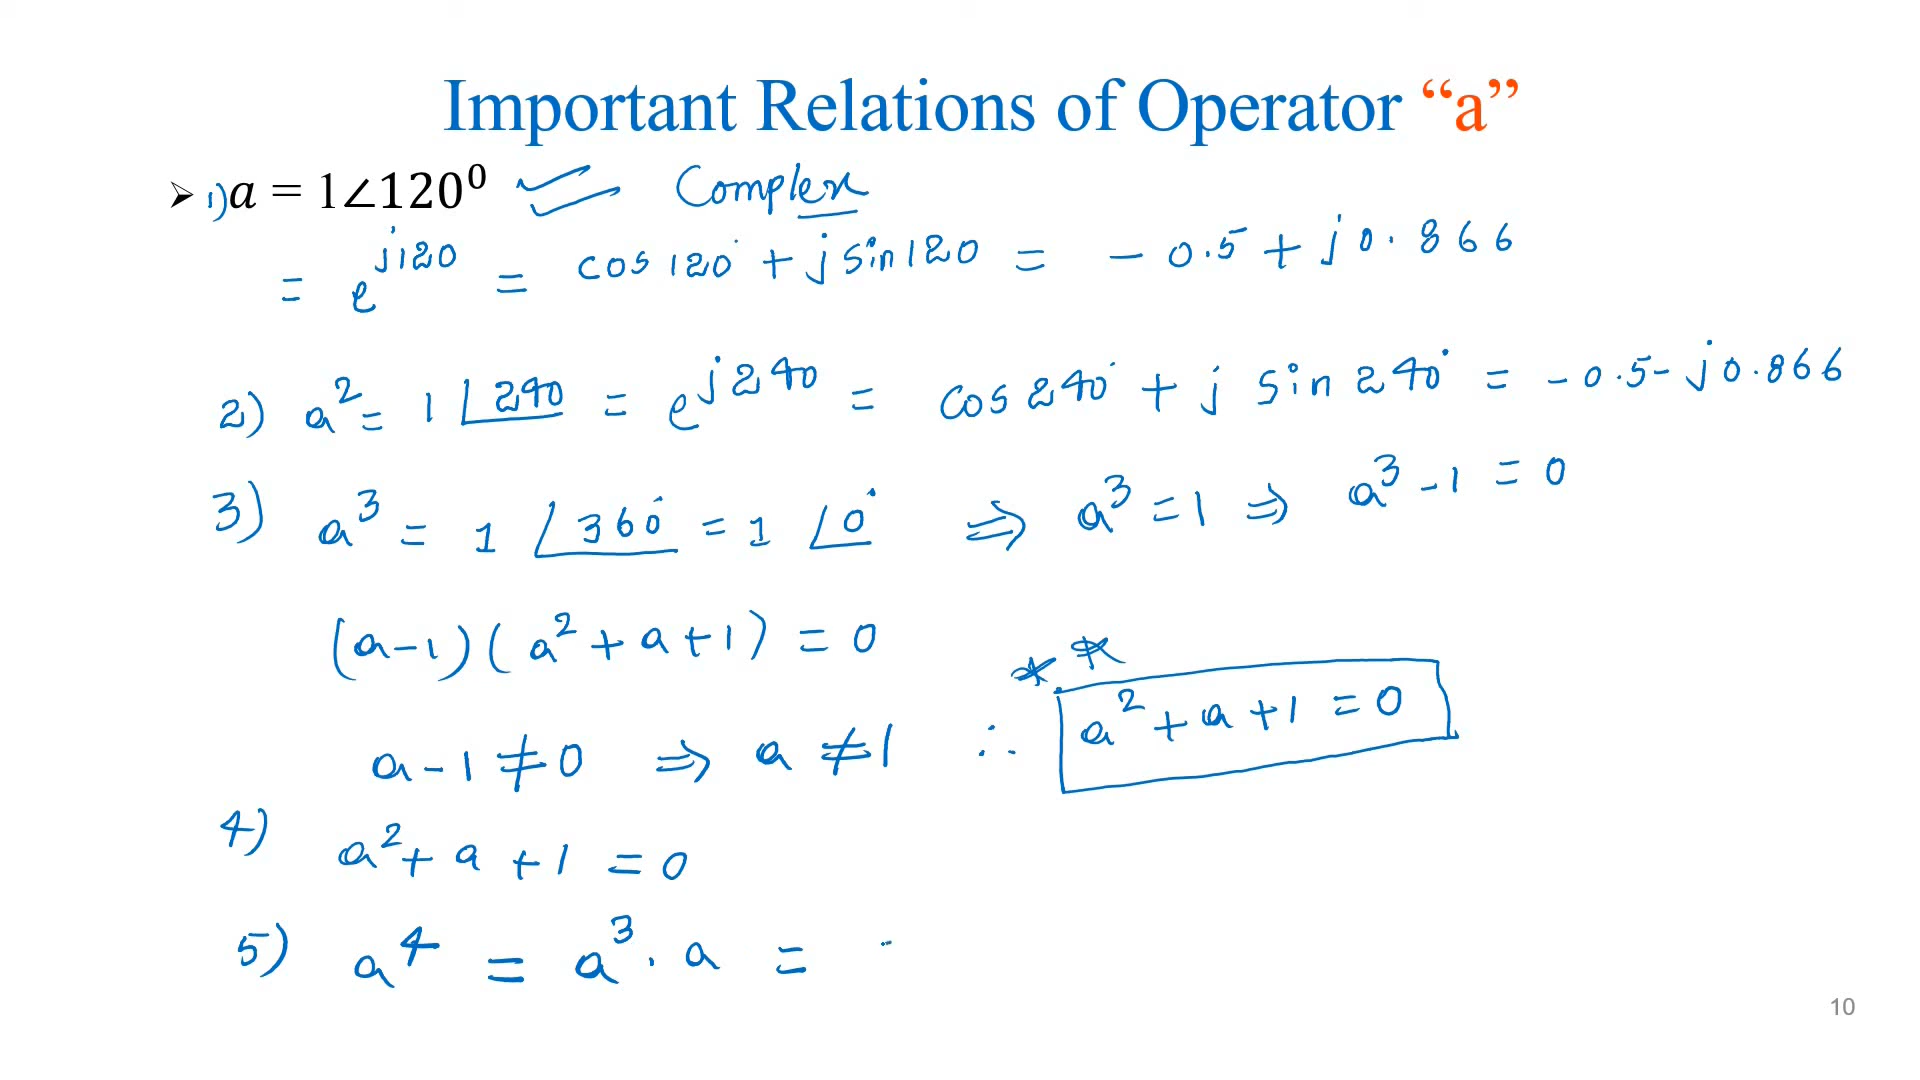 Important Relations of Operator “a”
➢ 1) a = 1∠120⁰ Complex
= e^j120 = cos 120° + j sin 120 = - 0.5 + j 0.866
2) a² = 1∠240 = e^j240 = cos 240° + j sin 240° = -0.5 - j0.866
3) a³ = 1∠360° = 1∠0° ⇒ a³ = 1 ⇒ a³ - 1 = 0
(a-1)(a² + a + 1) = 0
**
a - 1 ≠ 0 ⇒ a ≠ 1 ∴ a² + a + 1 = 0
4) a² + a + 1 = 0
5) a⁴ = a³ . a =
10